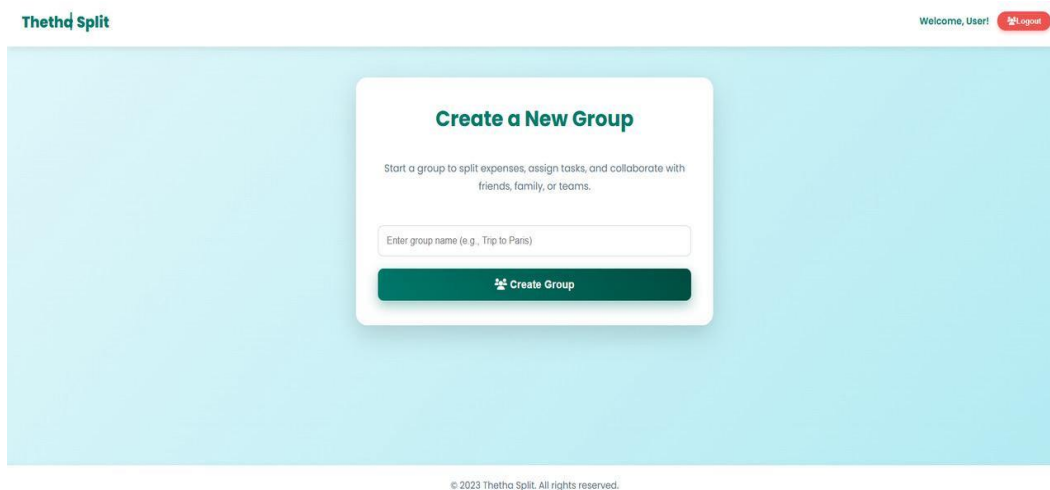 Thetha Split
Welcome, User!
Logout
Create a New Group
Start a group to split expenses, assign tasks, and collaborate with
friends, family, or teams.
Enter group name (e.g., Trip to Paris)
Create Group
© 2023 Thetha Split. All rights reserved.